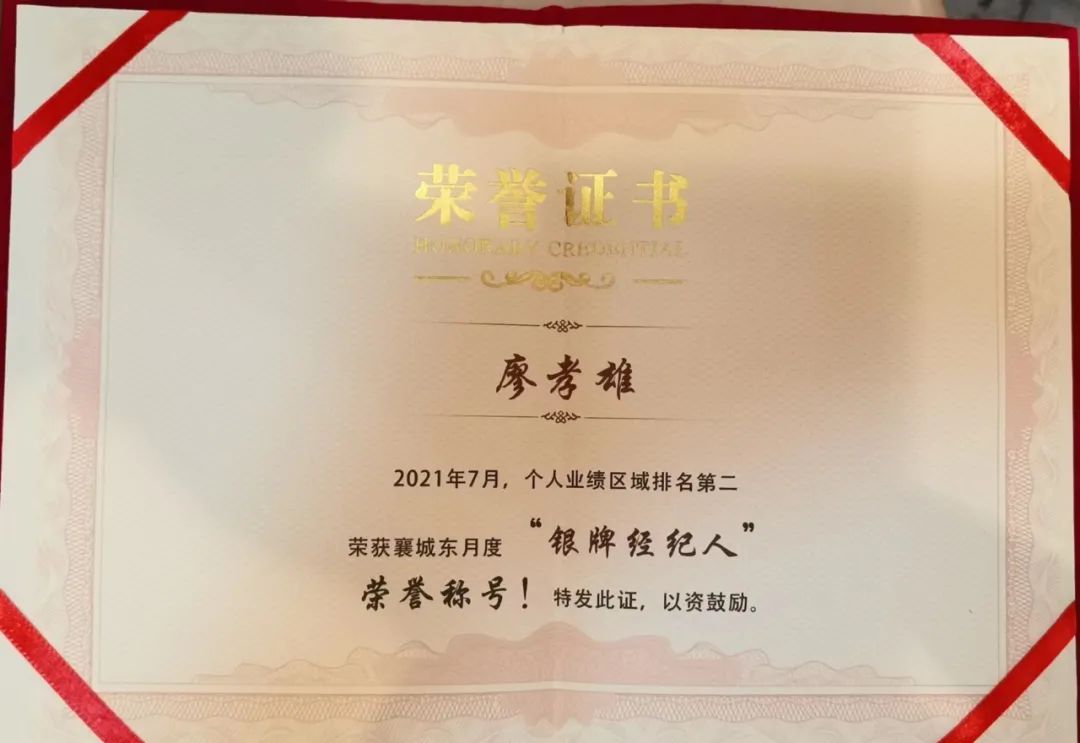 荣誉证书
HONORARY CREDENTIAL
廖孝雄
2021年7月，个人业绩区域排名第二
荣获襄城东月度“银牌经纪人”
荣誉称号！特发此证，以资鼓励。